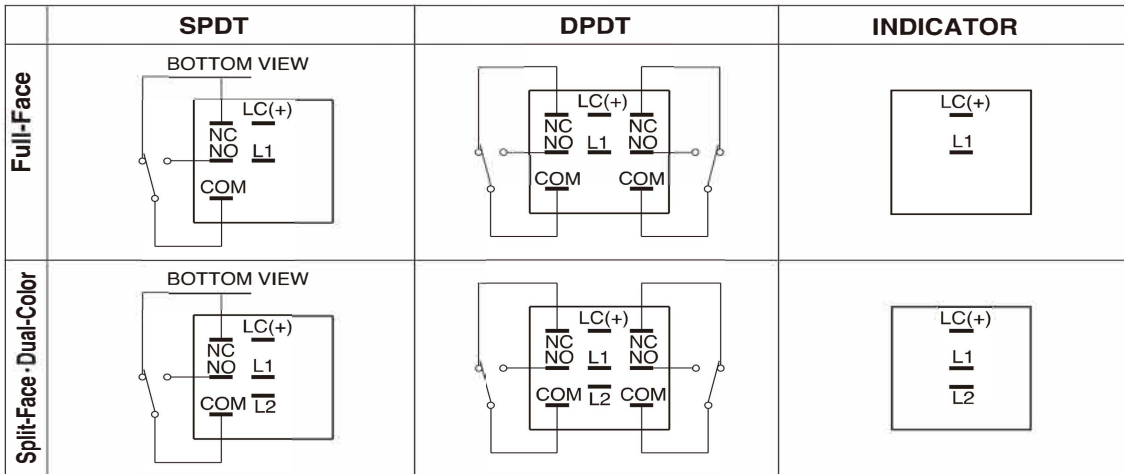 SPDT DPDT INDICATOR
Full-Face
BOTTOM VIEW
LC(+)
NC
NO L1
COM
LC(+)
NC NC
NO L1 NO
COM COM
LC(+)
L1
Split-Face·Dual-Color
BOTTOM VIEW
LC(+)
NC
NO L1
COM L2
LC(+)
NC NC
NO L1 NO
COM L2 COM
LC(+)
L1
L2